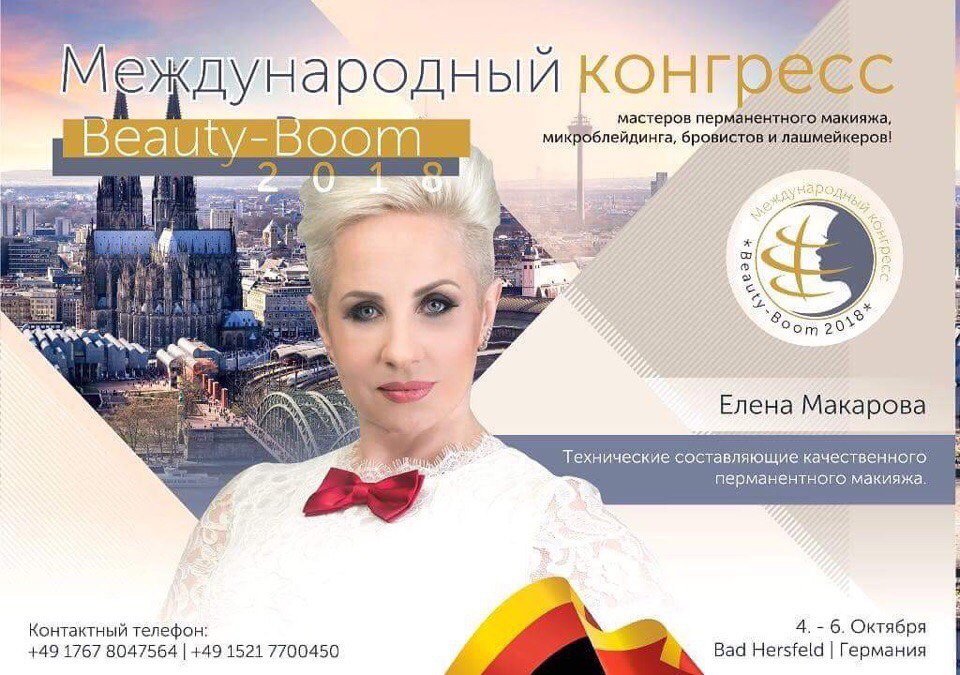 Международный конгресс
мастеров перманентного макияжа,
микроблейдинга, бровистов и лашмейкеров!
Beauty-Boom
2018
Международный конгресс
*Beauty-Boom 2018*
Елена Макарова
Технические составляющие качественного
перманентного макияжа.
Контактный телефон:
+49 1767 8047564 | +49 1521 7700450
4. - 6. Октября
Bad Hersfeld | Германия